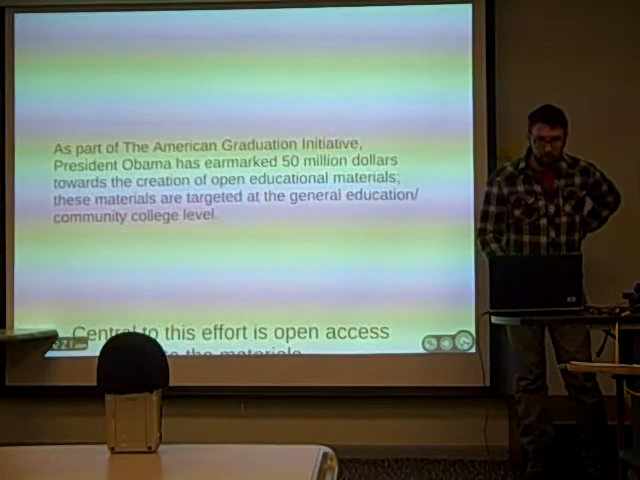 As part of The American Graduation Initiative,
President Obama has earmarked 50 million dollars
towards the creation of open educational materials;
these materials are targeted at the general education/
community college level.
Central to this effort is open access
the materials